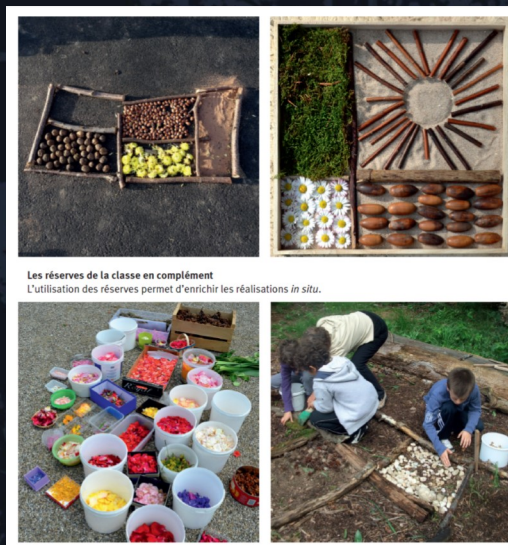 Les réserves de la classe en complément
L'utilisation des réserves permet d'enrichir les réalisations in situ.